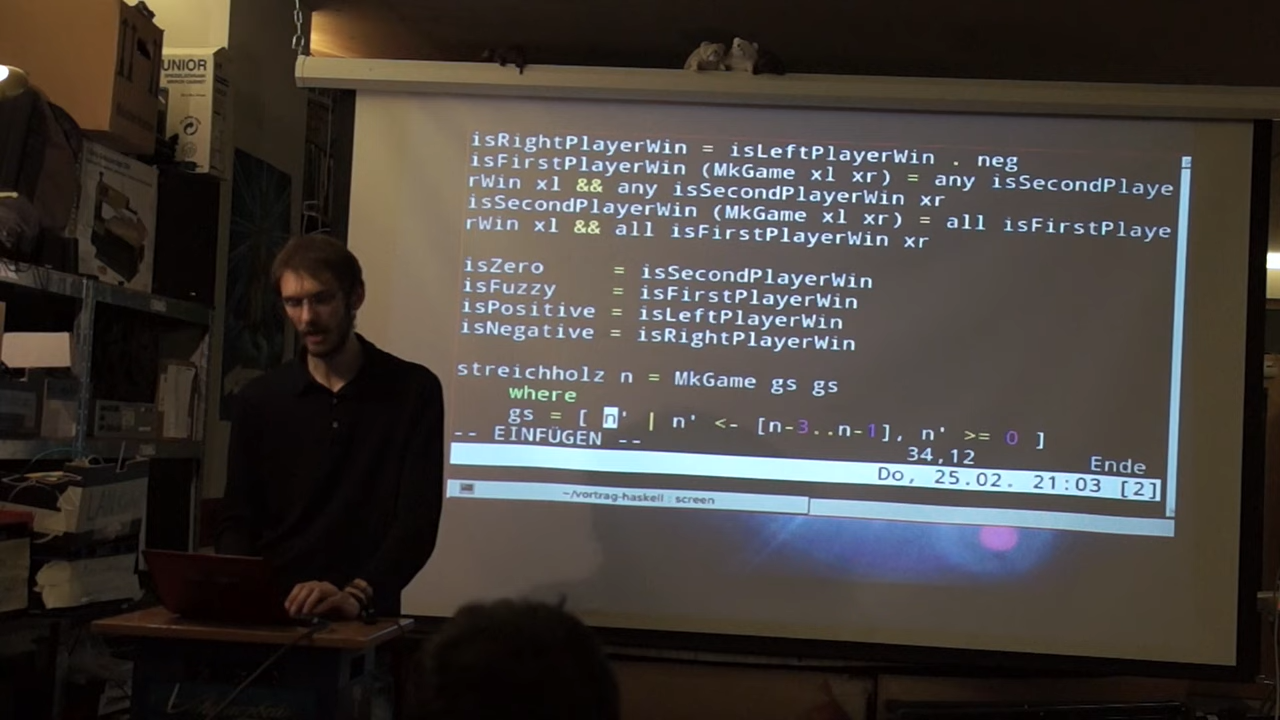 UNIOR
isRightPlayerWin = isLeftPlayerWin . neg
isFirstPlayerWin (MkGame xl xr) = any isSecondPlaye
rWin xl && any isSecondPlayerWin xr
isSecondPlayerWin (MkGame xl xr) = all isFirstPlaye
rWin xl && all isFirstPlayerWin xr
isZero = isSecondPlayerWin
isFuzzy = isFirstPlayerWin
isPositive = isLeftPlayerWin
isNegative = isRightPlayerWin
streichholz n = MkGame gs gs
where
gs = [ n' | n' <- [n-3..n-1], n' >= 0 ]
-- EINFÜGEN --
34,12 Ende
Do, 25.02. 21:03 [2]
~/vortrag-haskell : screen